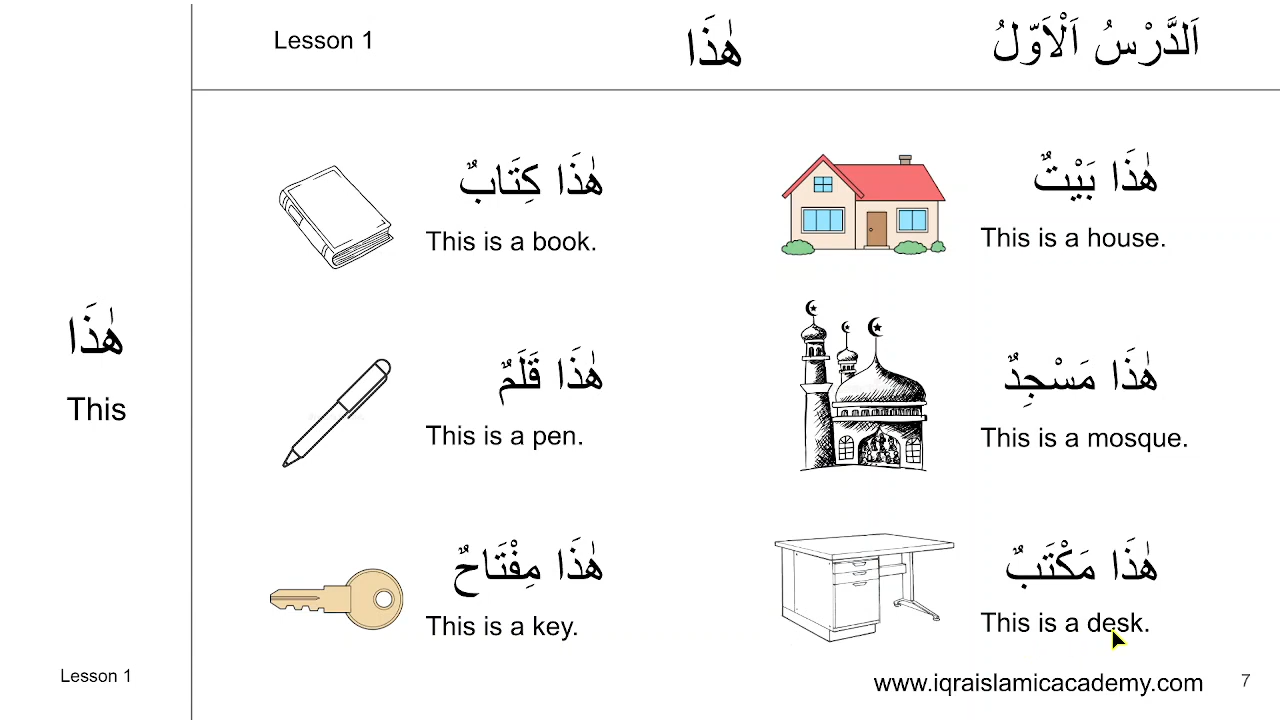 Lesson 1
هٰذَا
اَلدَّرْسُ اَلْاَوّلُ
هٰذَا بَيْتٌ
This is a house.
هٰذَا كِتَابٌ
This is a book.
هٰذَا
This
هٰذَا مَسْجِدٌ
This is a mosque.
هٰذَا قَلَمٌ
This is a pen.
هٰذَا مَكْتَبٌ
This is a desk.
هٰذَا مِفْتَاحٌ
This is a key.
Lesson 1
www.iqraislamicacademy.com
7